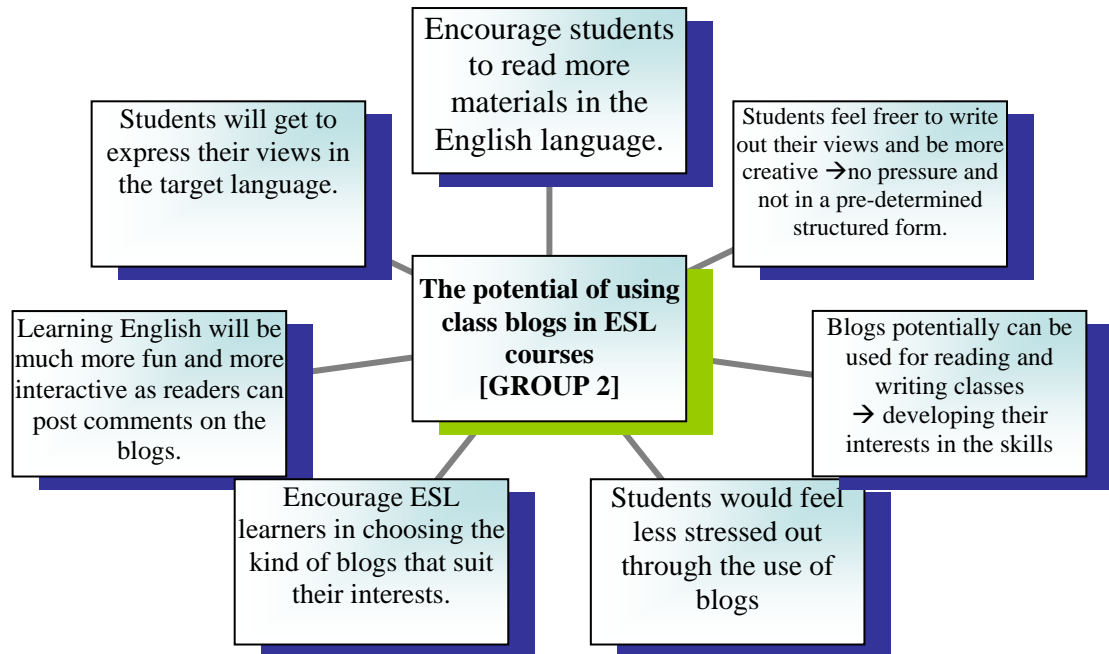 Encourage students
to read more
materials in the
English language.
Students will get to
express their views in
the target language.
Students feel freer to write
out their views and be more
creative →no pressure and
not in a pre-determined
structured form.
The potential of using
class blogs in ESL
courses
[GROUP 2]
Learning English will be
much more fun and more
interactive as readers can
post comments on the
blogs.
Blogs potentially can be
used for reading and
writing classes
→ developing their
interests in the skills
Encourage ESL
learners in choosing the
kind of blogs that suit
their interests.
Students would feel
less stressed out
through the use of
blogs